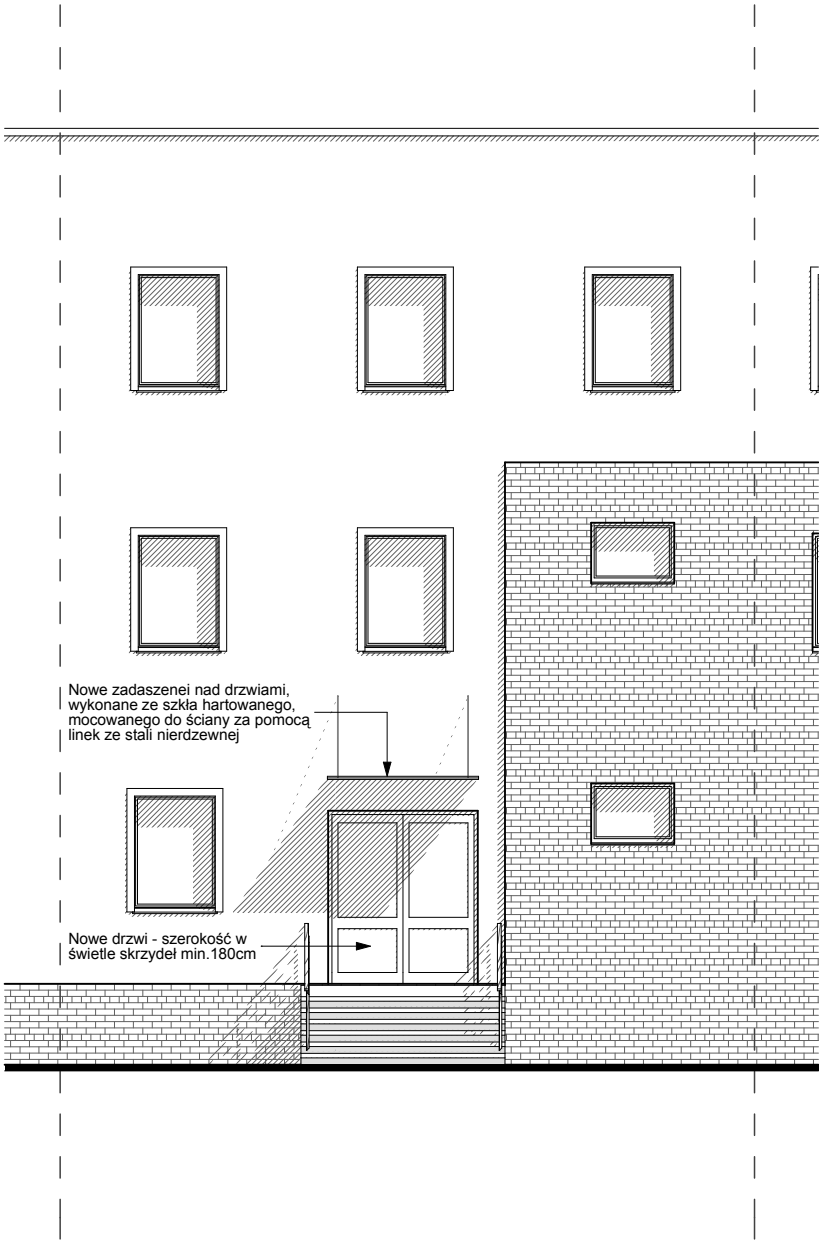 Nowe zadaszenei nad drzwiami,
wykonane ze szkła hartowanego,
mocowanego do ściany za pomocą
linek ze stali nierdzewnej
Nowe drzwi - szerokość w
świetle skrzydeł min.180cm